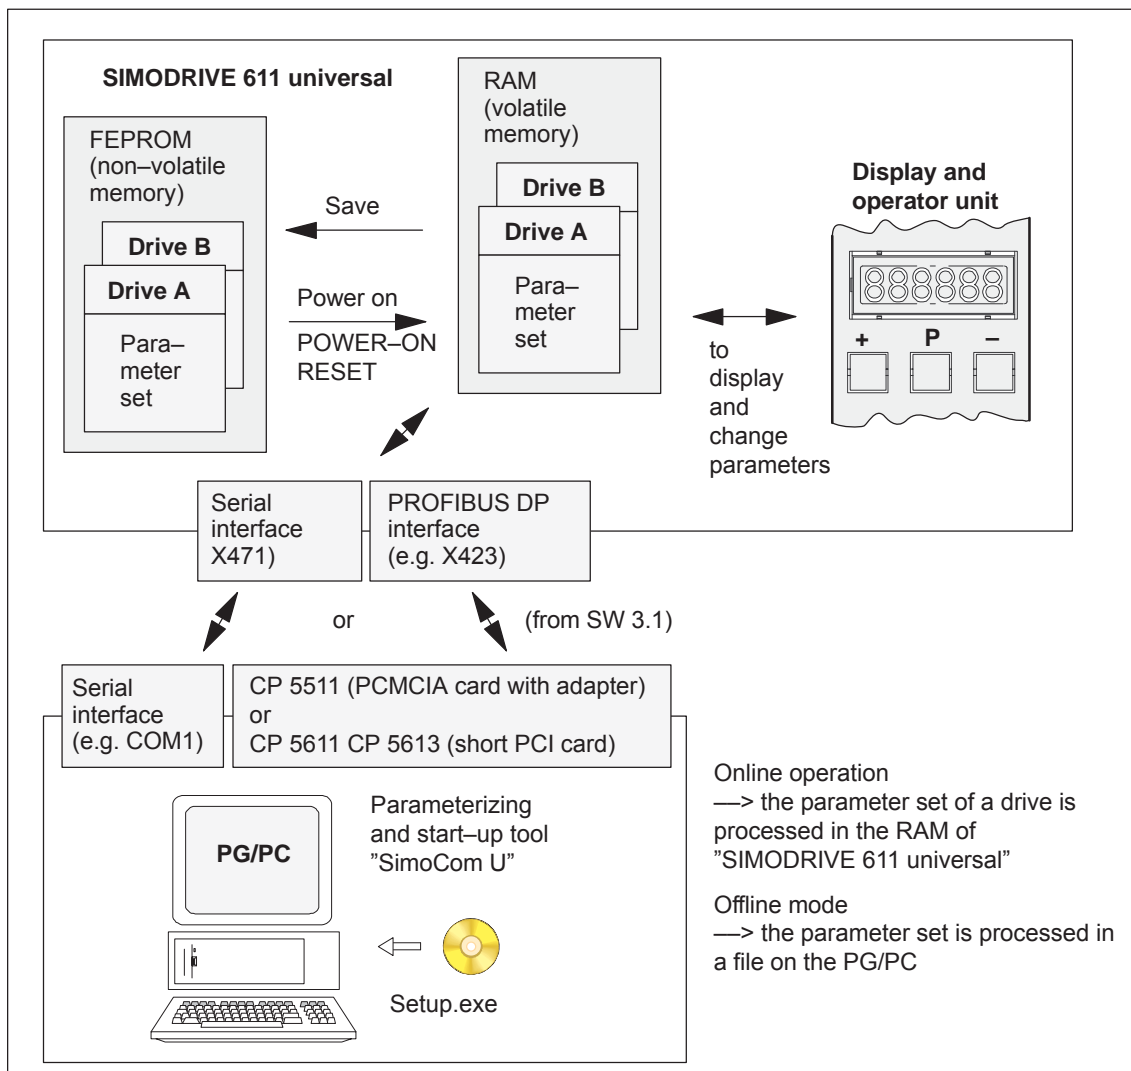 SIMODRIVE 611 universal
FEPROM
(non–volatile
memory)
Drive B
Drive A
Para–
meter
set
Save
Power on
POWER–ON
RESET
RAM
(volatile
memory)
Drive B
Drive A
Para–
meter
set
to
display
and
change
parameters
Display and
operator unit
+ P –
Serial
interface
X471)
PROFIBUS DP
interface
(e.g. X423)
or
(from SW 3.1)
Serial
interface
(e.g. COM1)
CP 5511 (PCMCIA card with adapter)
or
CP 5611 CP 5613 (short PCI card)
PG/PC
Parameterizing
and start–up tool
”SimoCom U”
Setup.exe
Online operation
––> the parameter set of a drive is
processed in the RAM of
”SIMODRIVE 611 universal”
Offline mode
––> the parameter set is processed in
a file on the PG/PC